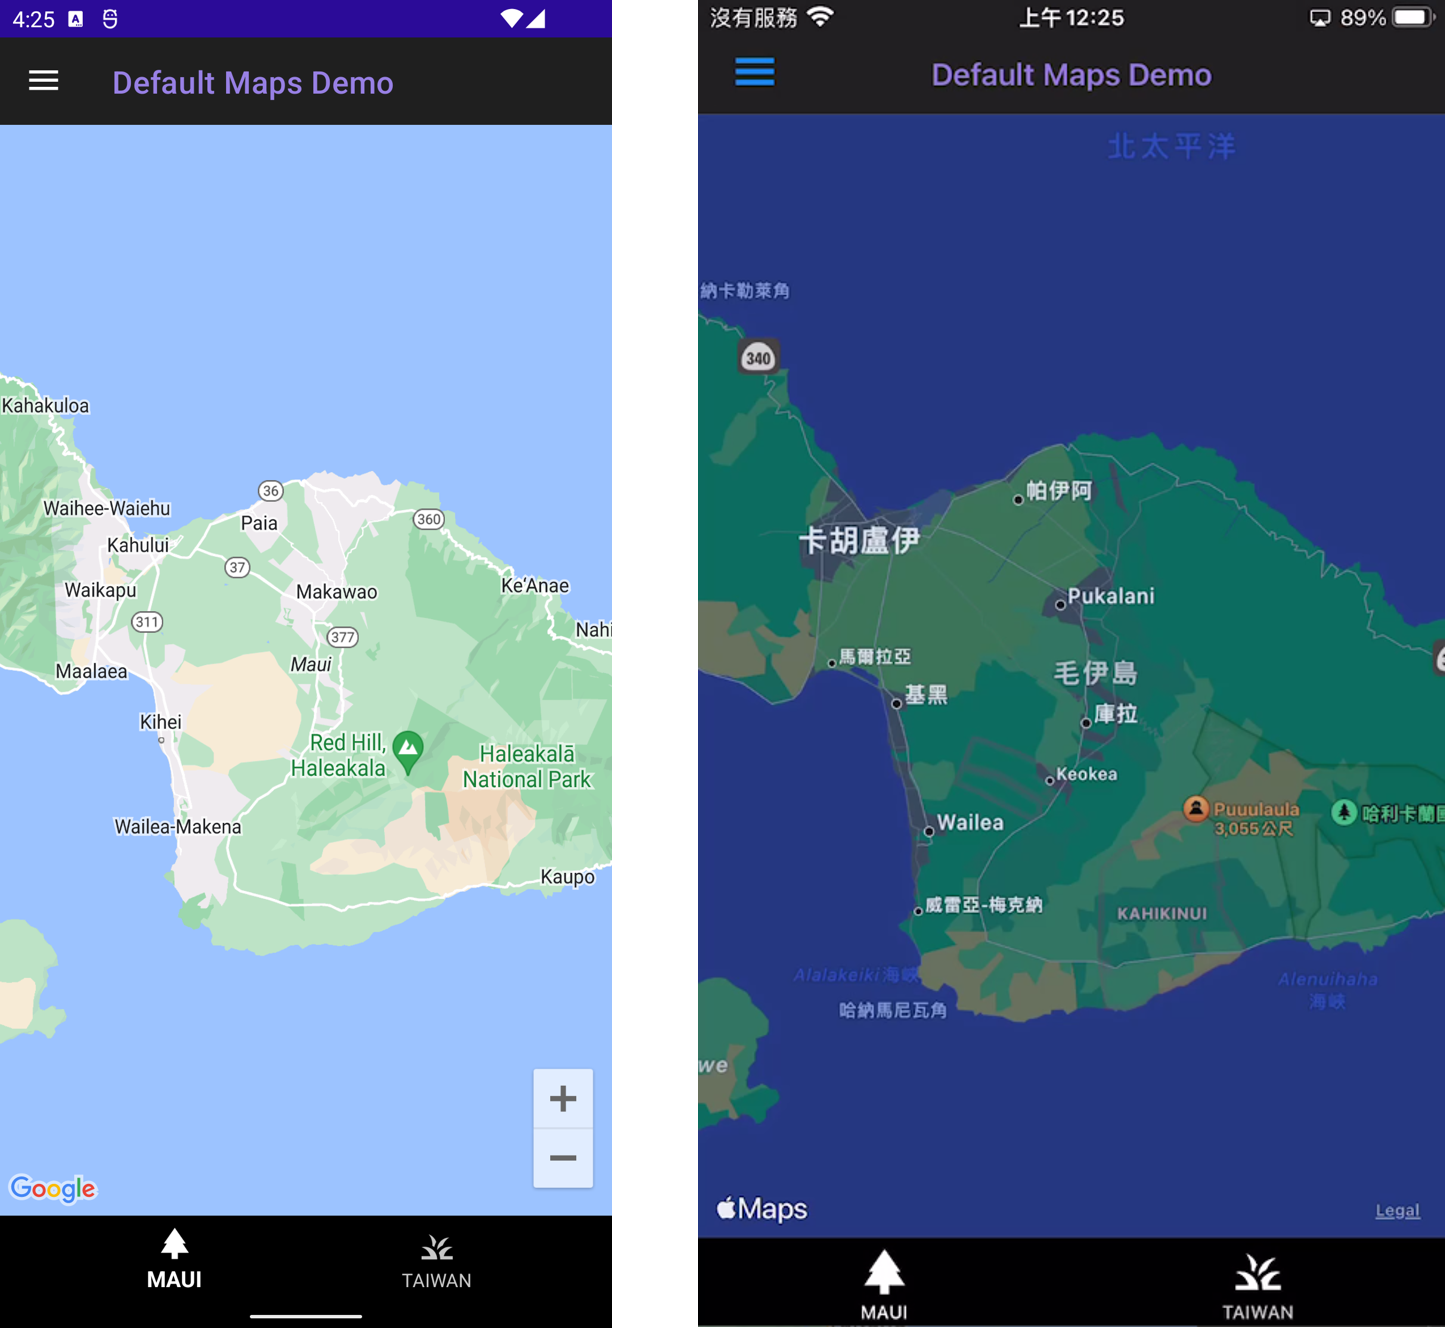 4:25
Default Maps Demo
Kahakuloa
36
Waihee-Waiehu
Paia
360
Kahului
37
Ke‘Anae
Waikapu
Makawao
311
Nahi
377
Maui
Maalaea
Kihei
Red Hill,
Haleakala
Haleakalā
National Park
Wailea-Makena
Kaupo
+
−
Google
MAUI
TAIWAN
沒有服務
上午12:25
89%
Default Maps Demo
北太平洋
納卡勒萊角
340
帕伊阿
卡胡盧伊
Pukalani
馬爾拉亞
毛伊島
基黑
庫拉
Keokea
Puuulaula
3,055公尺
哈利卡蘭
Wailea
威雷亞-梅克納
KAHIKINUI
Alalakeiki海峽
Alenuihaha
海峽
哈納馬尼瓦角
we
Maps
Legal
MAUI
TAIWAN